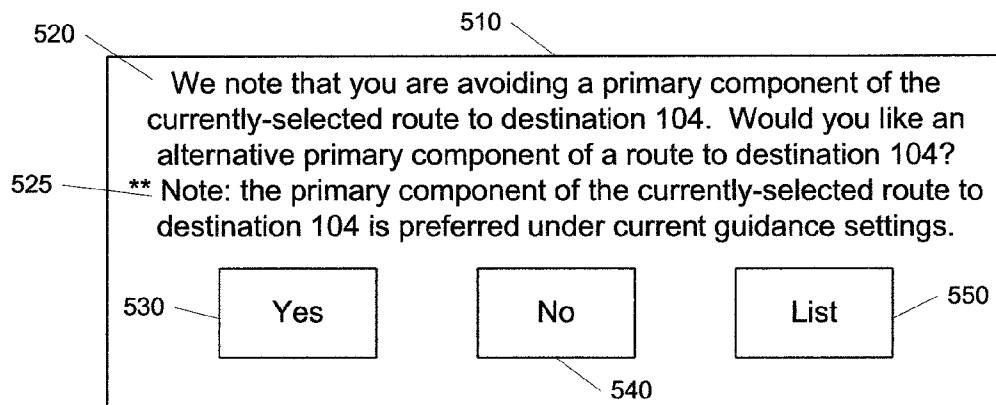 510
520
We note that you are avoiding a primary component of the
currently-selected route to destination 104. Would you like an
alternative primary component of a route to destination 104?
525
** Note: the primary component of the currently-selected route to
destination 104 is preferred under current guidance settings.
530
Yes
No
List
550
540